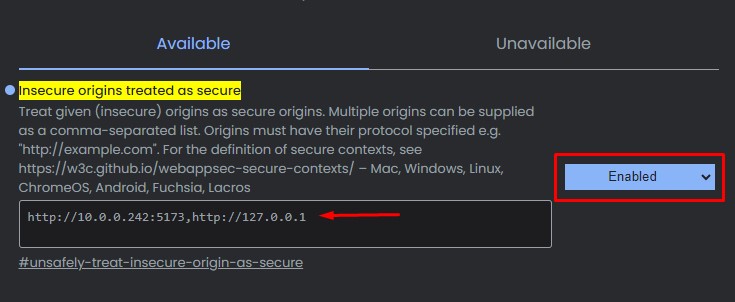 Available
Unavailable
Insecure origins treated as secure
Treat given (insecure) origins as secure origins. Multiple origins can be supplied
as a comma-separated list. Origins must have their protocol specified e.g.
"http://example.com". For the definition of secure contexts, see
https://w3c.github.io/webappsec-secure-contexts/ – Mac, Windows, Linux,
ChromeOS, Android, Fuchsia, Lacros
Enabled
http://10.0.0.242:5173,http://127.0.0.1
#unsafely-treat-insecure-origin-as-secure